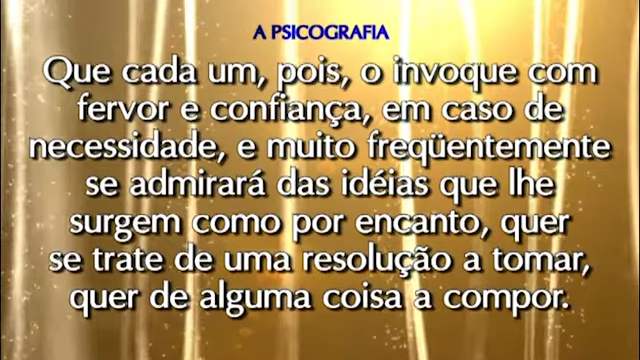 A PSICOGRAFIA
Que cada um, pois, o invoque com
fervor e confiança, em caso de
necessidade, e muito freqüentemente
se admirará das idéias que lhe
surgem como por encanto, quer
se trate de uma resolução a tomar,
quer de alguma coisa a compor.